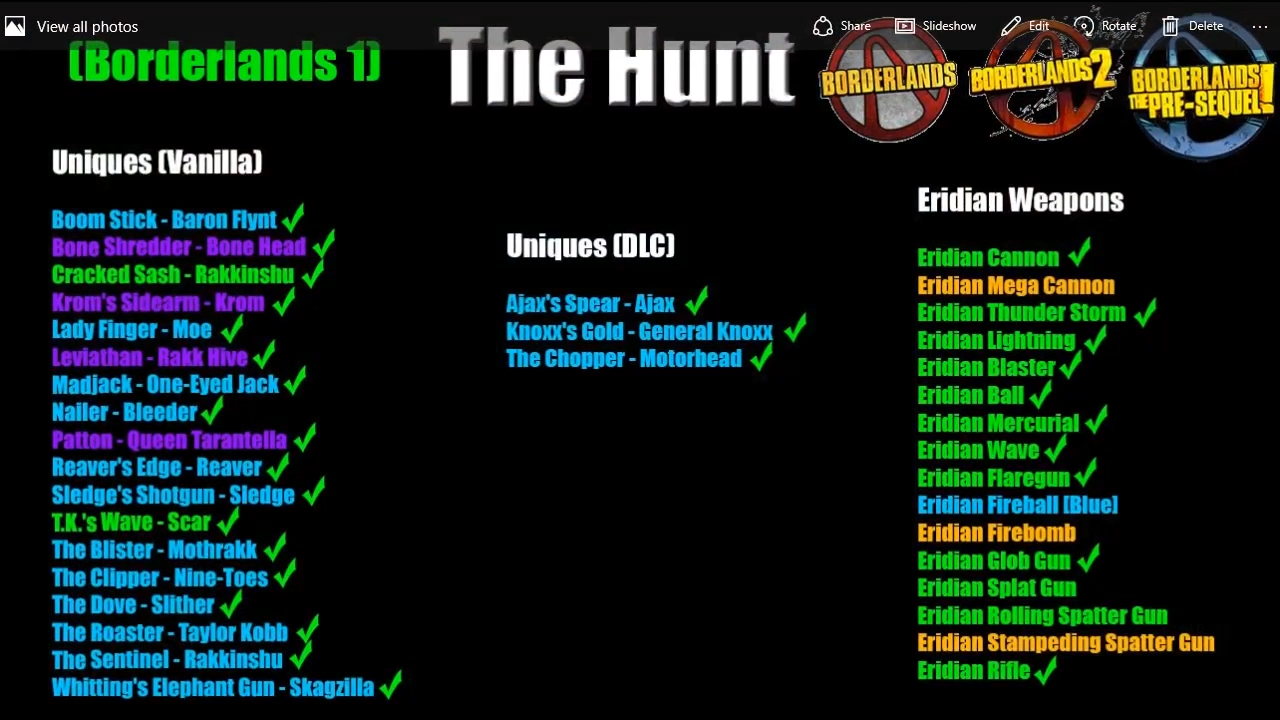 View all photos
Share
Slideshow
Edit
Rotate
Delete
(Borderlands 1)
The Hunt
BORDERLANDS
BORDERLANDS 2
BORDERLANDS
THE PRE-SEQUEL!
Uniques (Vanilla)
Boom Stick - Baron Flynt
Bone Shredder - Bone Head
Cracked Sash - Rakkinshu
Krom's Sidearm - Krom
Lady Finger - Moe
Leviathan - Rakk Hive
Madjack - One-Eyed Jack
Nailer - Bleeder
Patton - Queen Tarantella
Reaver's Edge - Reaver
Sledge's Shotgun - Sledge
T.K.'s Wave - Scar
The Blister - Mothrakk
The Clipper - Nine-Toes
The Dove - Slither
The Roaster - Taylor Kobb
The Sentinel - Rakkinshu
Whitting's Elephant Gun - Skagzilla
Uniques (DLC)
Ajax's Spear - Ajax
Knoxx's Gold - General Knoxx
The Chopper - Motorhead
Eridian Weapons
Eridian Cannon
Eridian Mega Cannon
Eridian Thunder Storm
Eridian Lightning
Eridian Blaster
Eridian Ball
Eridian Mercurial
Eridian Wave
Eridian Flaregun
Eridian Fireball [Blue]
Eridian Firebomb
Eridian Glob Gun
Eridian Splat Gun
Eridian Rolling Spatter Gun
Eridian Stampeding Spatter Gun
Eridian Rifle